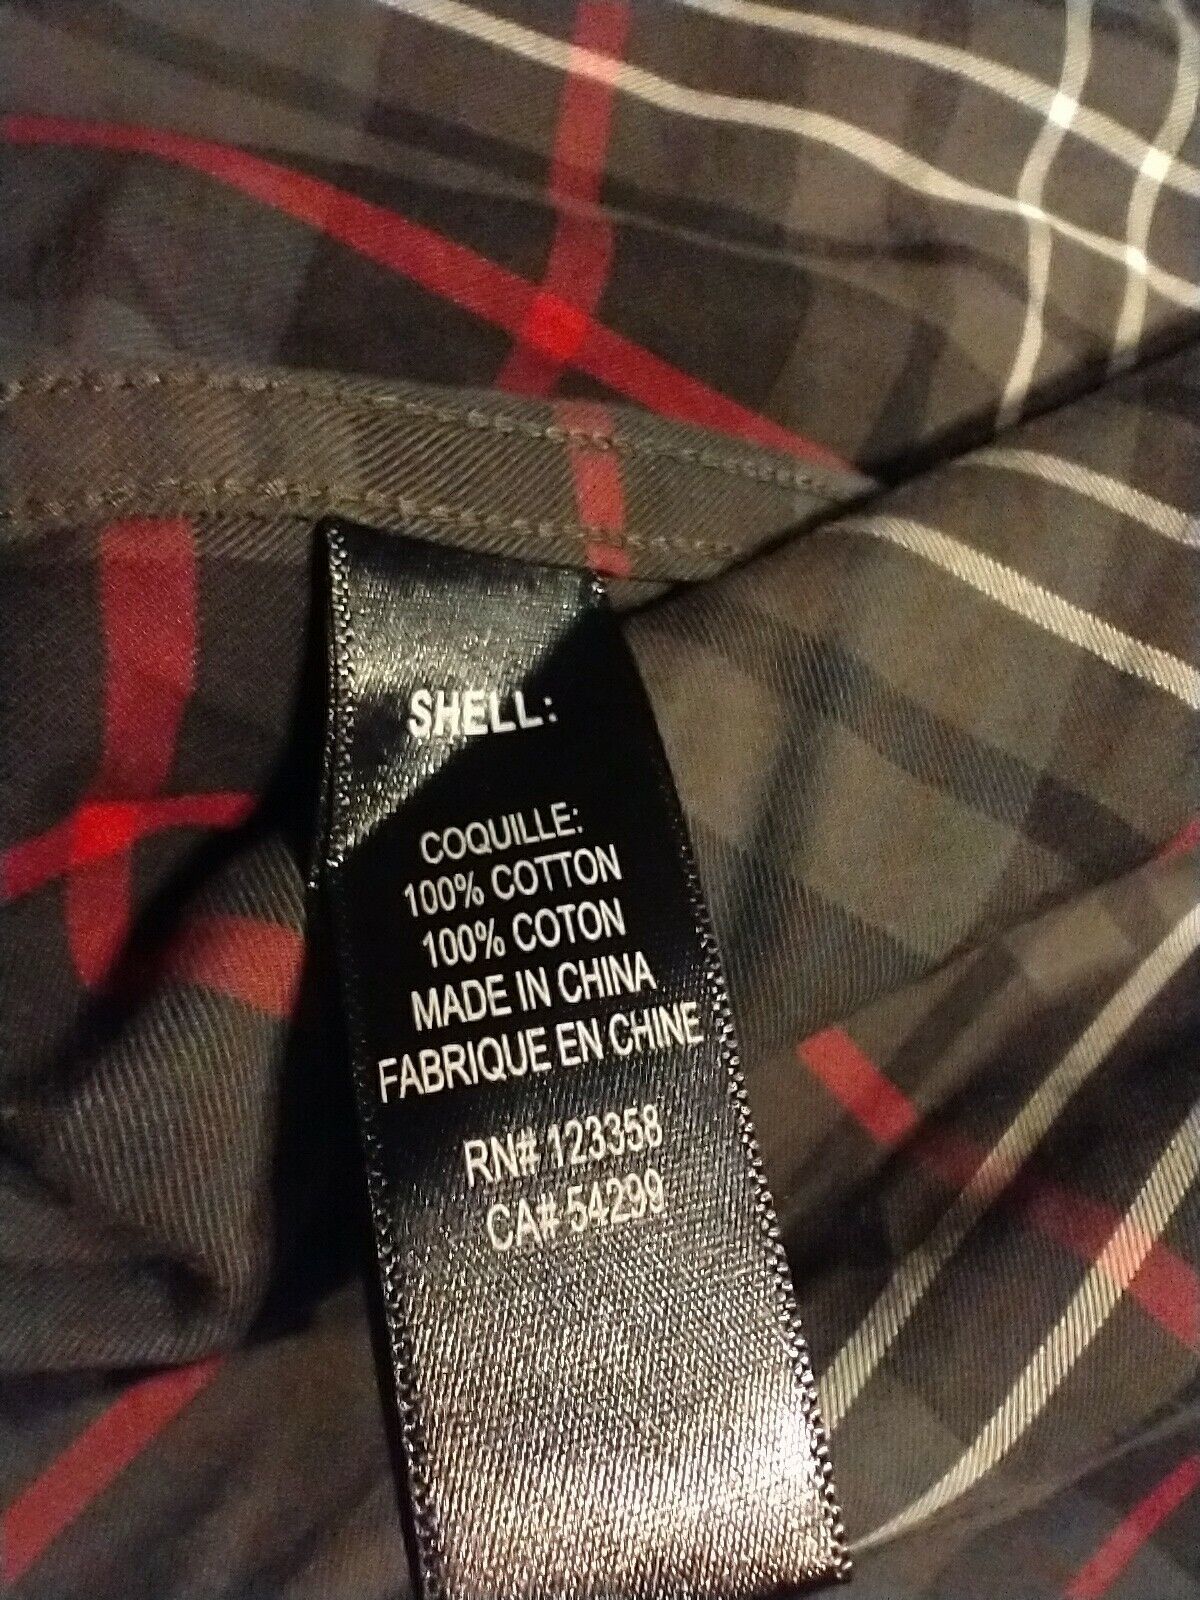 SHELL:
COQUILLE:
100% COTTON
100% COTON
MADE IN CHINA
FABRIQUE EN CHINE
RN# 123358
CA# 54299